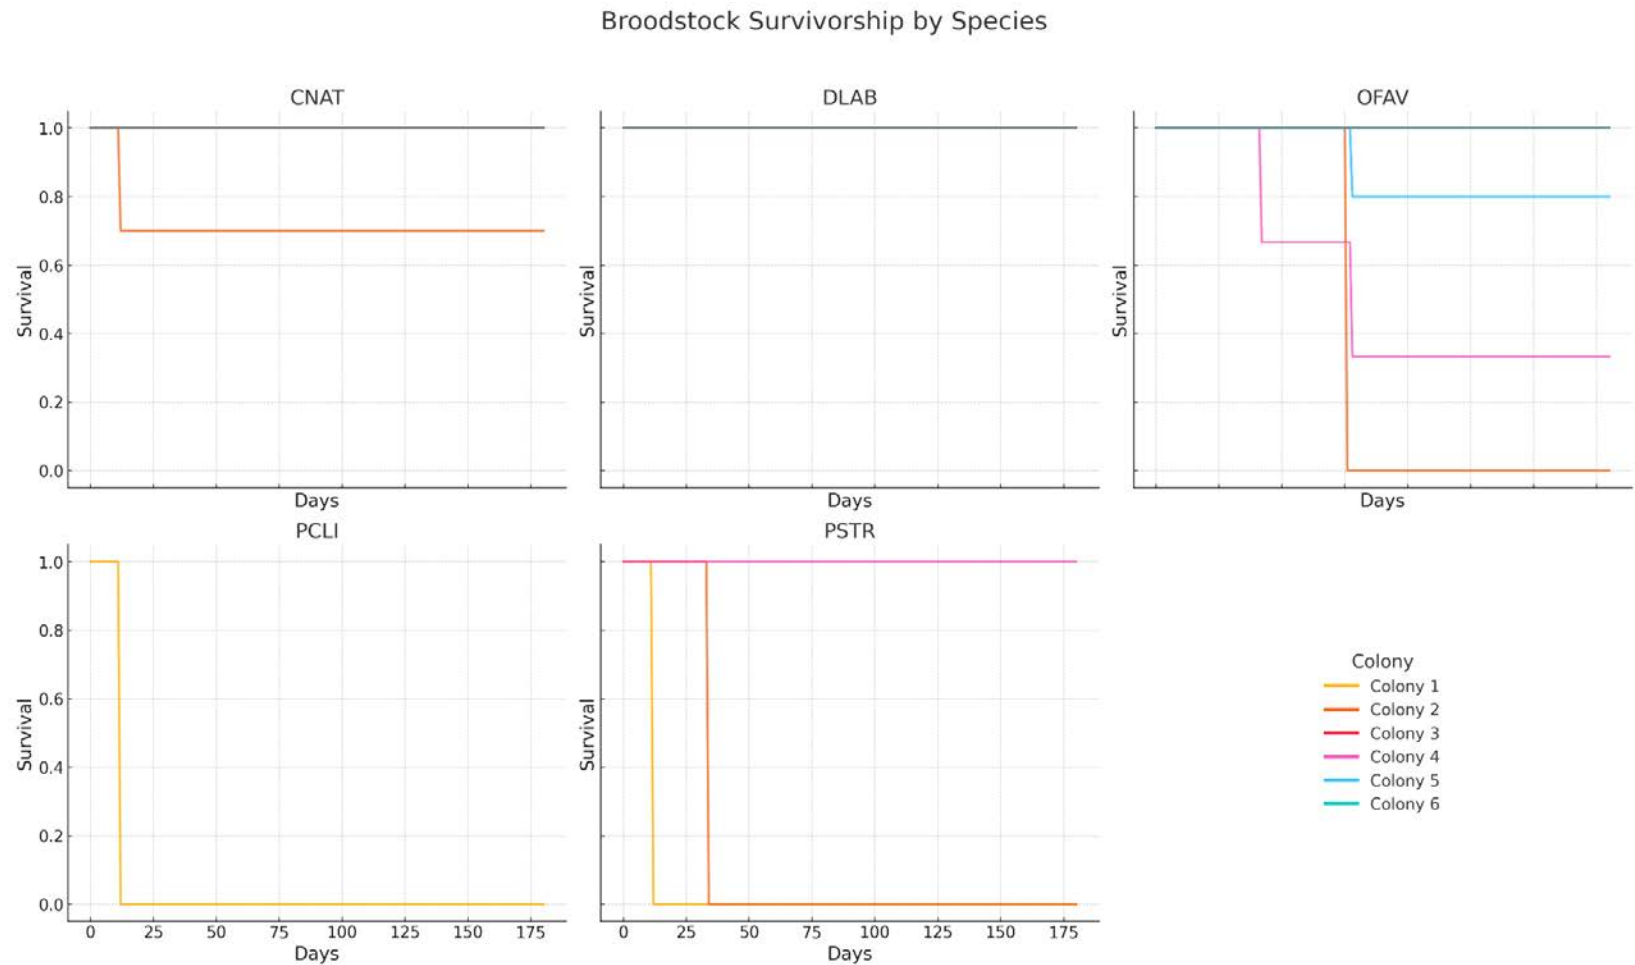 Broodstock Survivorship by Species
CNAT
DLAB
OFAV
1.0
0.8
0.6
0.4
0.2
0.0
Survival
Survival
Survival
Days
Days
Days
PCLI
PSTR
1.0
0.8
0.6
0.4
0.2
0.0
Survival
Survival
0 25 50 75 100 125 150 175
0 25 50 75 100 125 150 175
Days
Days
Colony
Colony 1
Colony 2
Colony 3
Colony 4
Colony 5
Colony 6